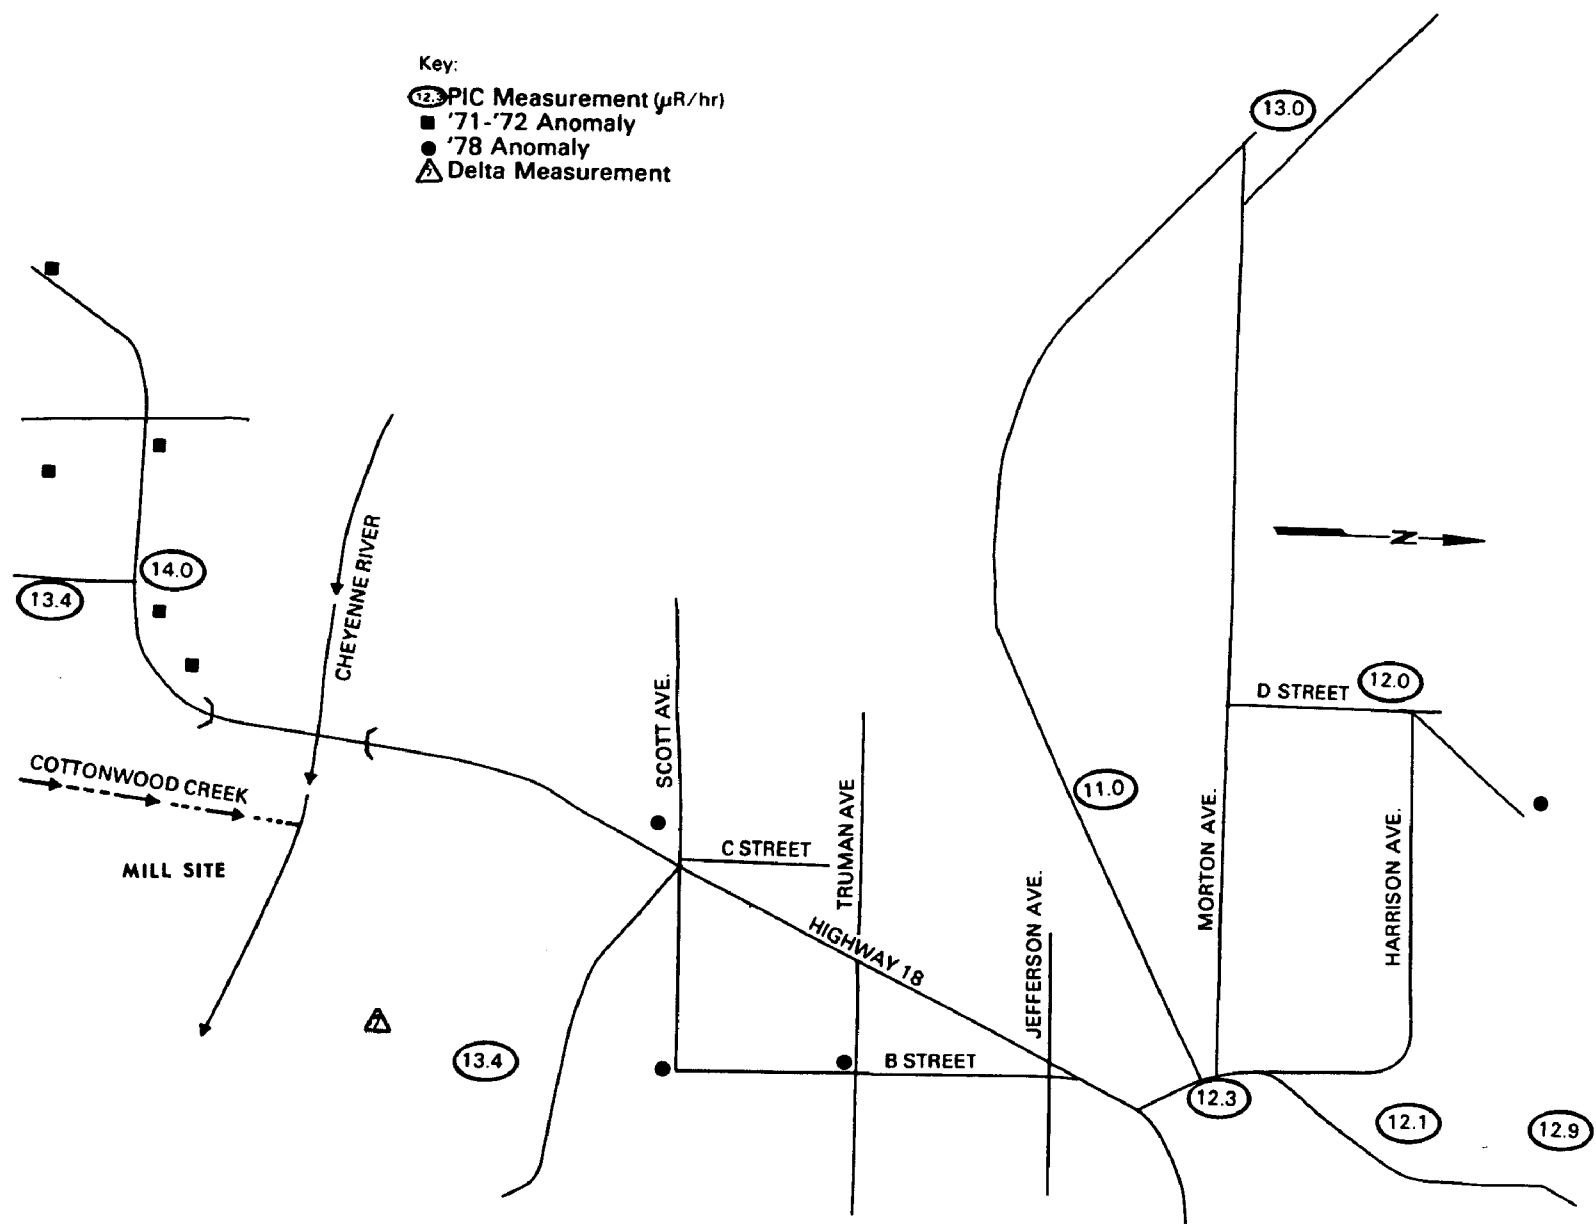 Key:
12.3 PIC Measurement (µR/hr)
'71-'72 Anomaly
'78 Anomaly
Delta Measurement
13.0
14.0
13.4
CHEYENNE RIVER
N
SCOTT AVE.
D STREET
12.0
COTTONWOOD CREEK
11.0
TRUMAN AVE
MORTON AVE.
HARRISON AVE.
C STREET
MILL SITE
HIGHWAY 18
JEFFERSON AVE.
7
13.4
B STREET
12.3
12.1
12.9